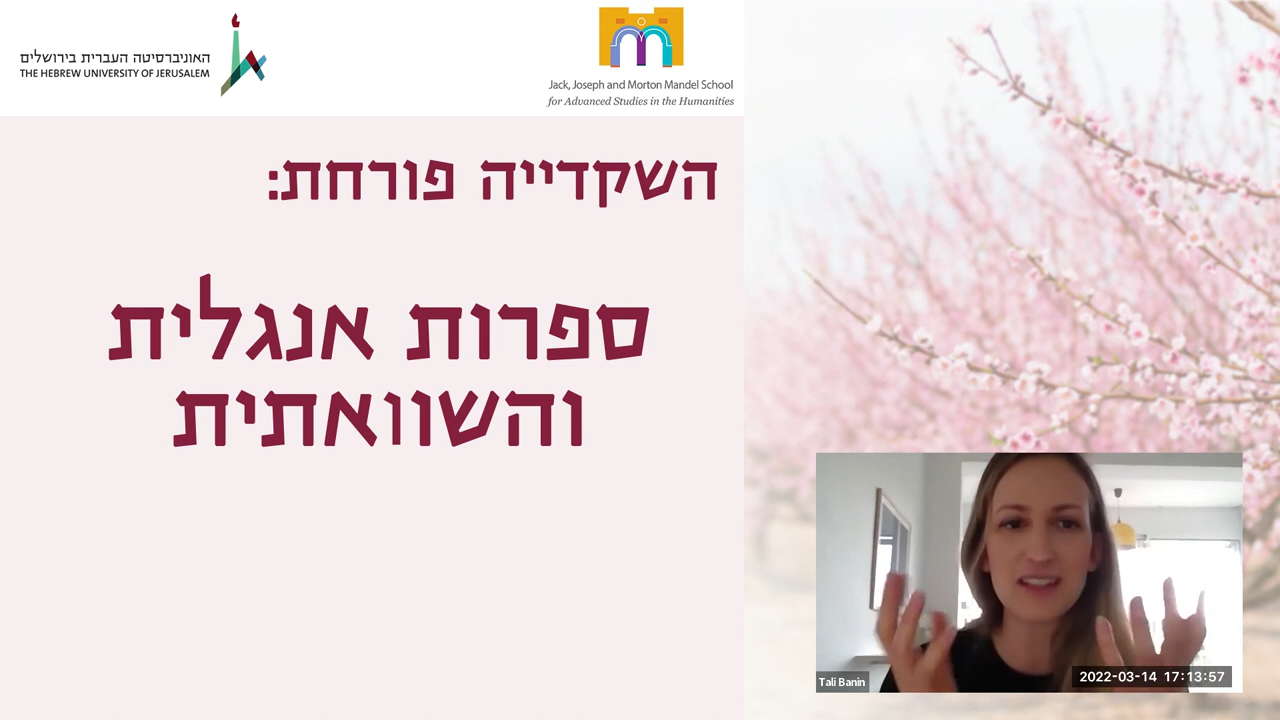 האוניברסיטה העברית בירושלים
THE HEBREW UNIVERSITY OF JERUSALEM
Jack, Joseph and Morton Mandel School
for Advanced Studies in the Humanities
השקדייה פורחת:
ספרות אנגלית
והשוואתית
Tali Banin
2022-03-14 17:13:57